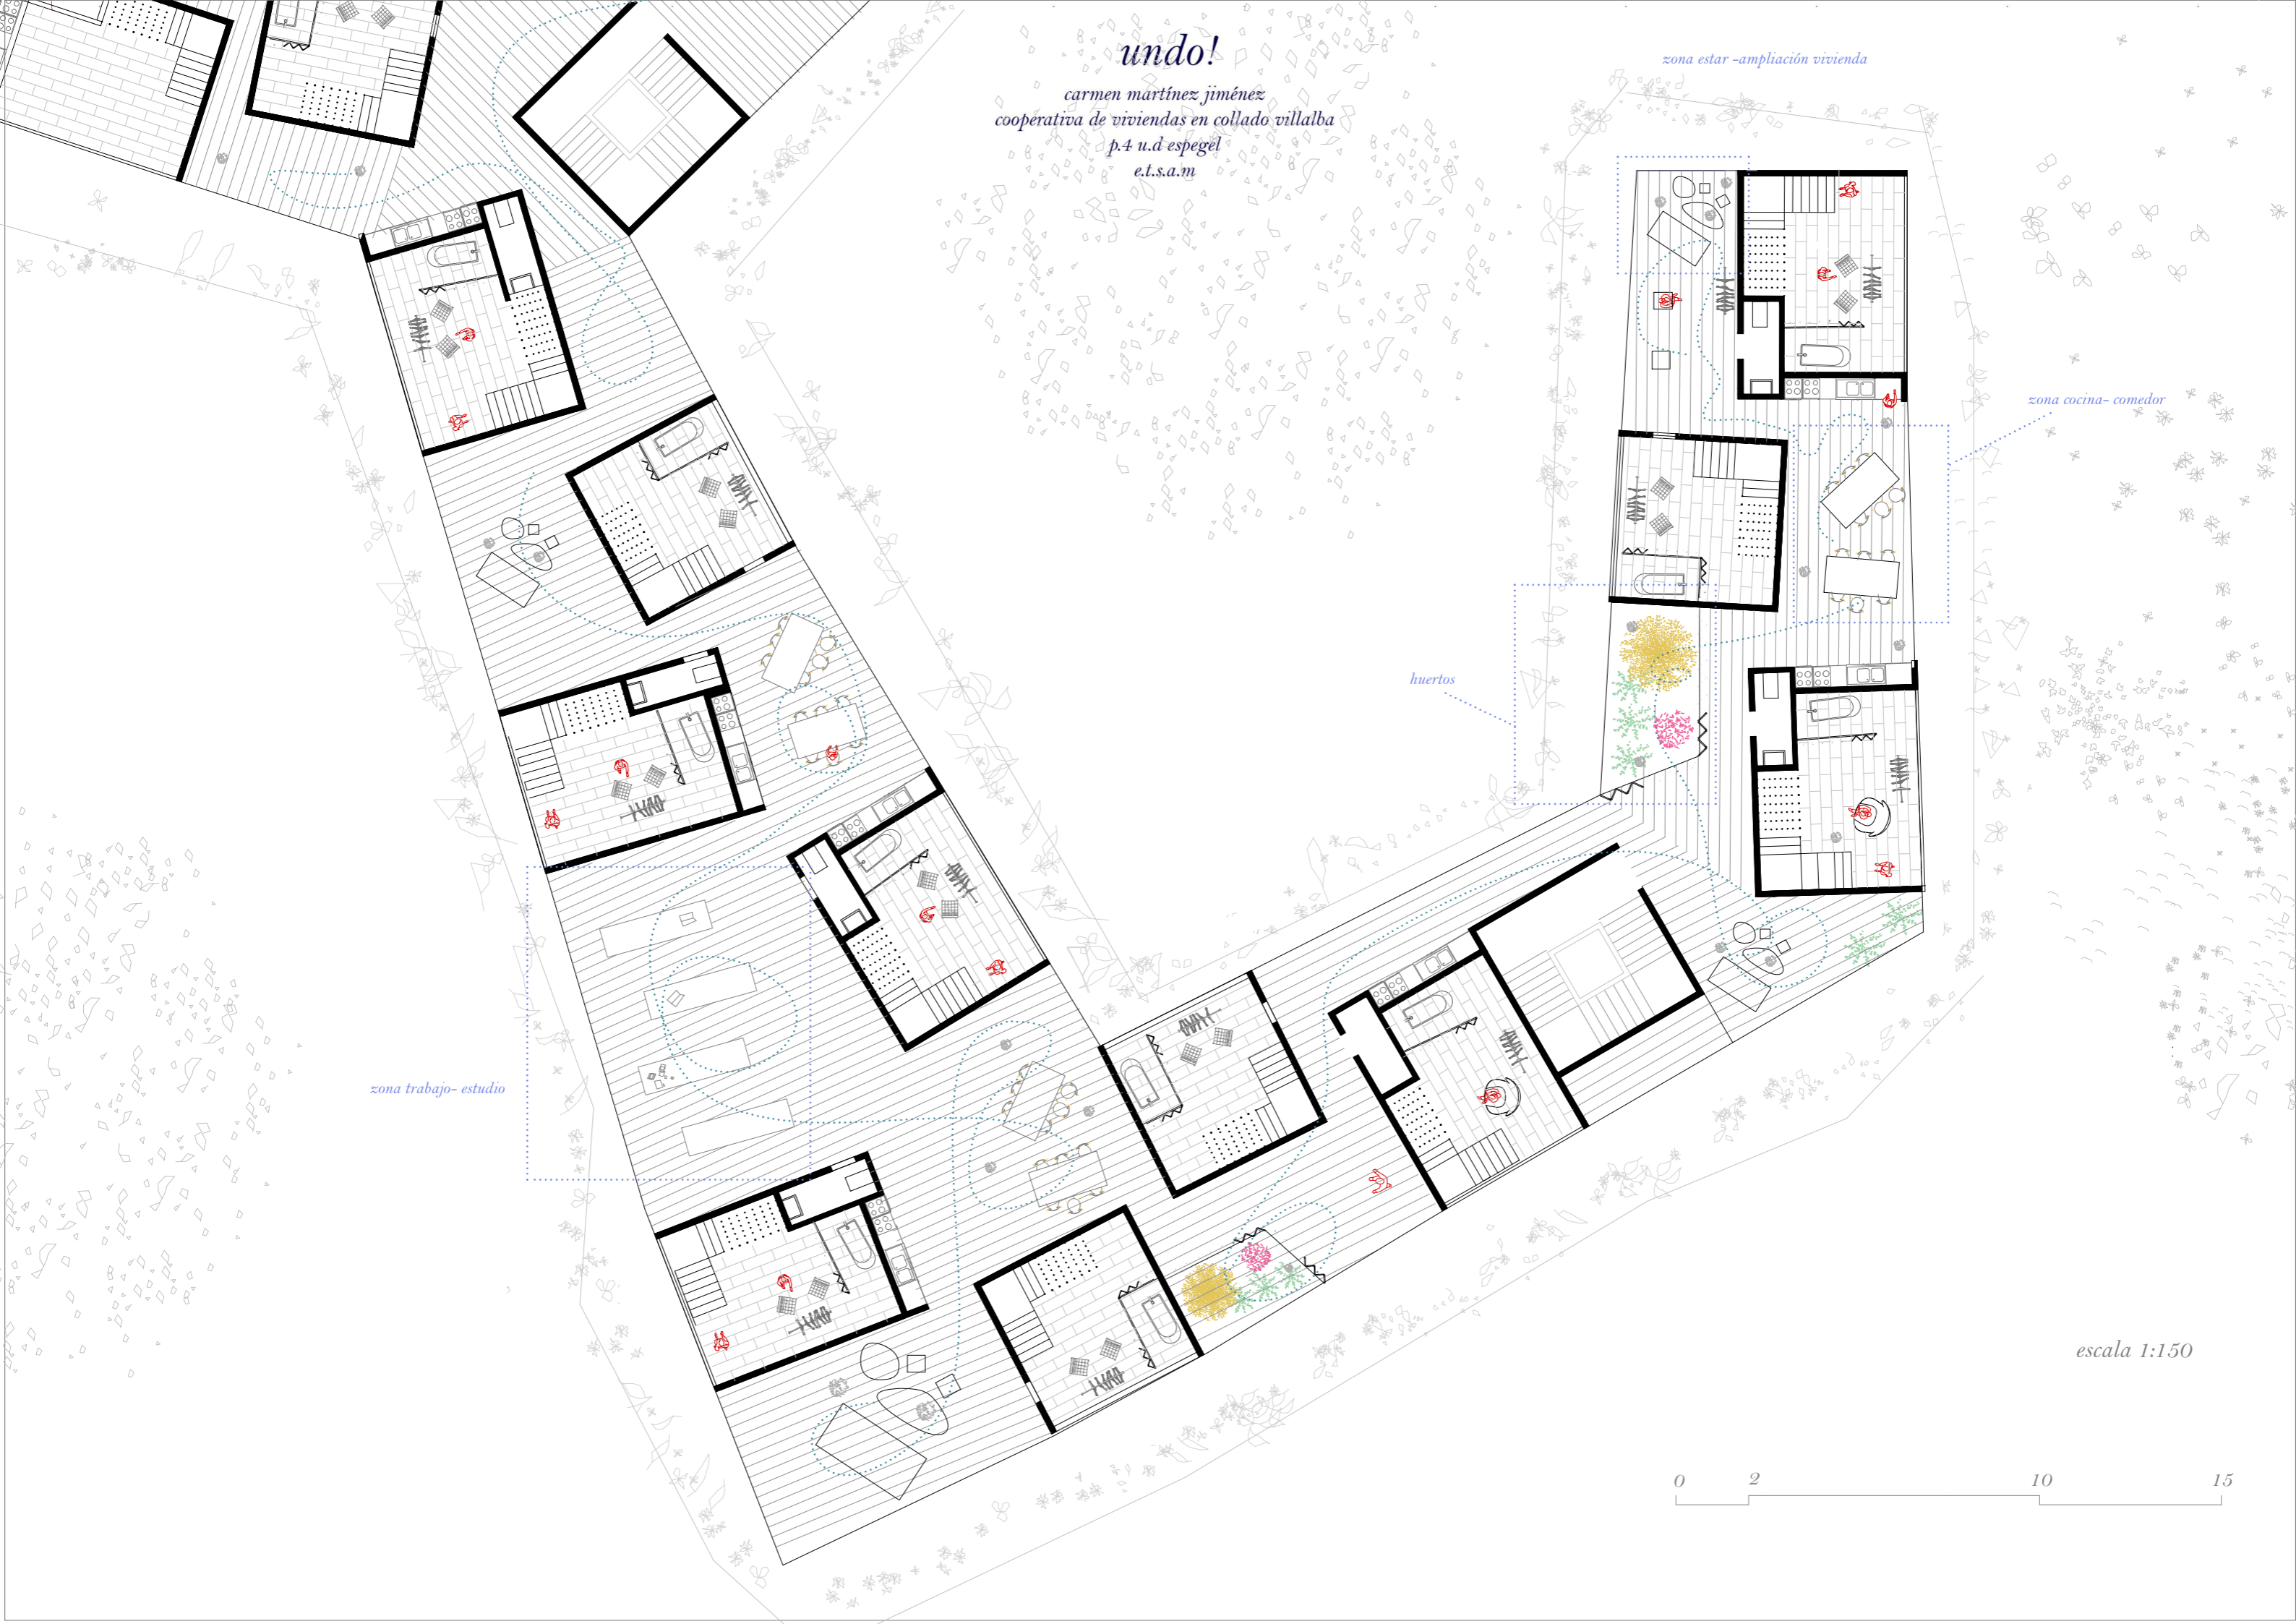 undo!
carmen martínez jiménez
cooperativa de viviendas en collado villalba
p.4 u.d espegel
e.t.s.a.m
zona estar -ampliación vivienda
zona cocina- comedor
huertos
zona trabajo- estudio
escala 1:150
0 2 10 15